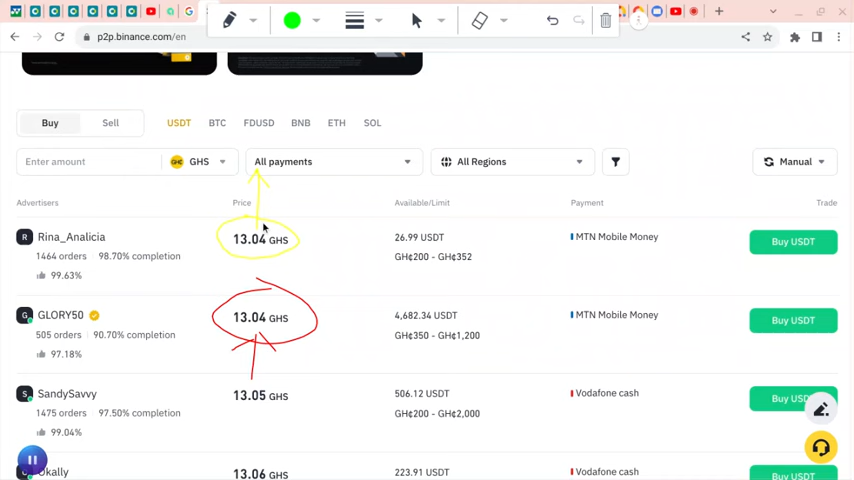 p2p.binance.com/en
Buy Sell USDT BTC FDUSD BNB ETH SOL
Enter amount GHS All payments All Regions Manual
Advertisers Price Available/Limit Payment Trade
R Rina_Analicia 13.04 GHS 26.99 USDT MTN Mobile Money Buy USDT
1464 orders 98.70% completion GH₵200 - GH₵352
99.63%
G GLORY50 13.04 GHS 4,682.34 USDT MTN Mobile Money Buy USDT
505 orders 90.70% completion GH₵350 - GH₵1,200
97.18%
S SandySavvy 13.05 GHS 506.12 USDT Vodafone cash Buy USDT
1475 orders 97.50% completion GH₵200 - GH₵2,000
99.04%
13.06 GHS 223.91 USDT Vodafone cash Buy USDT